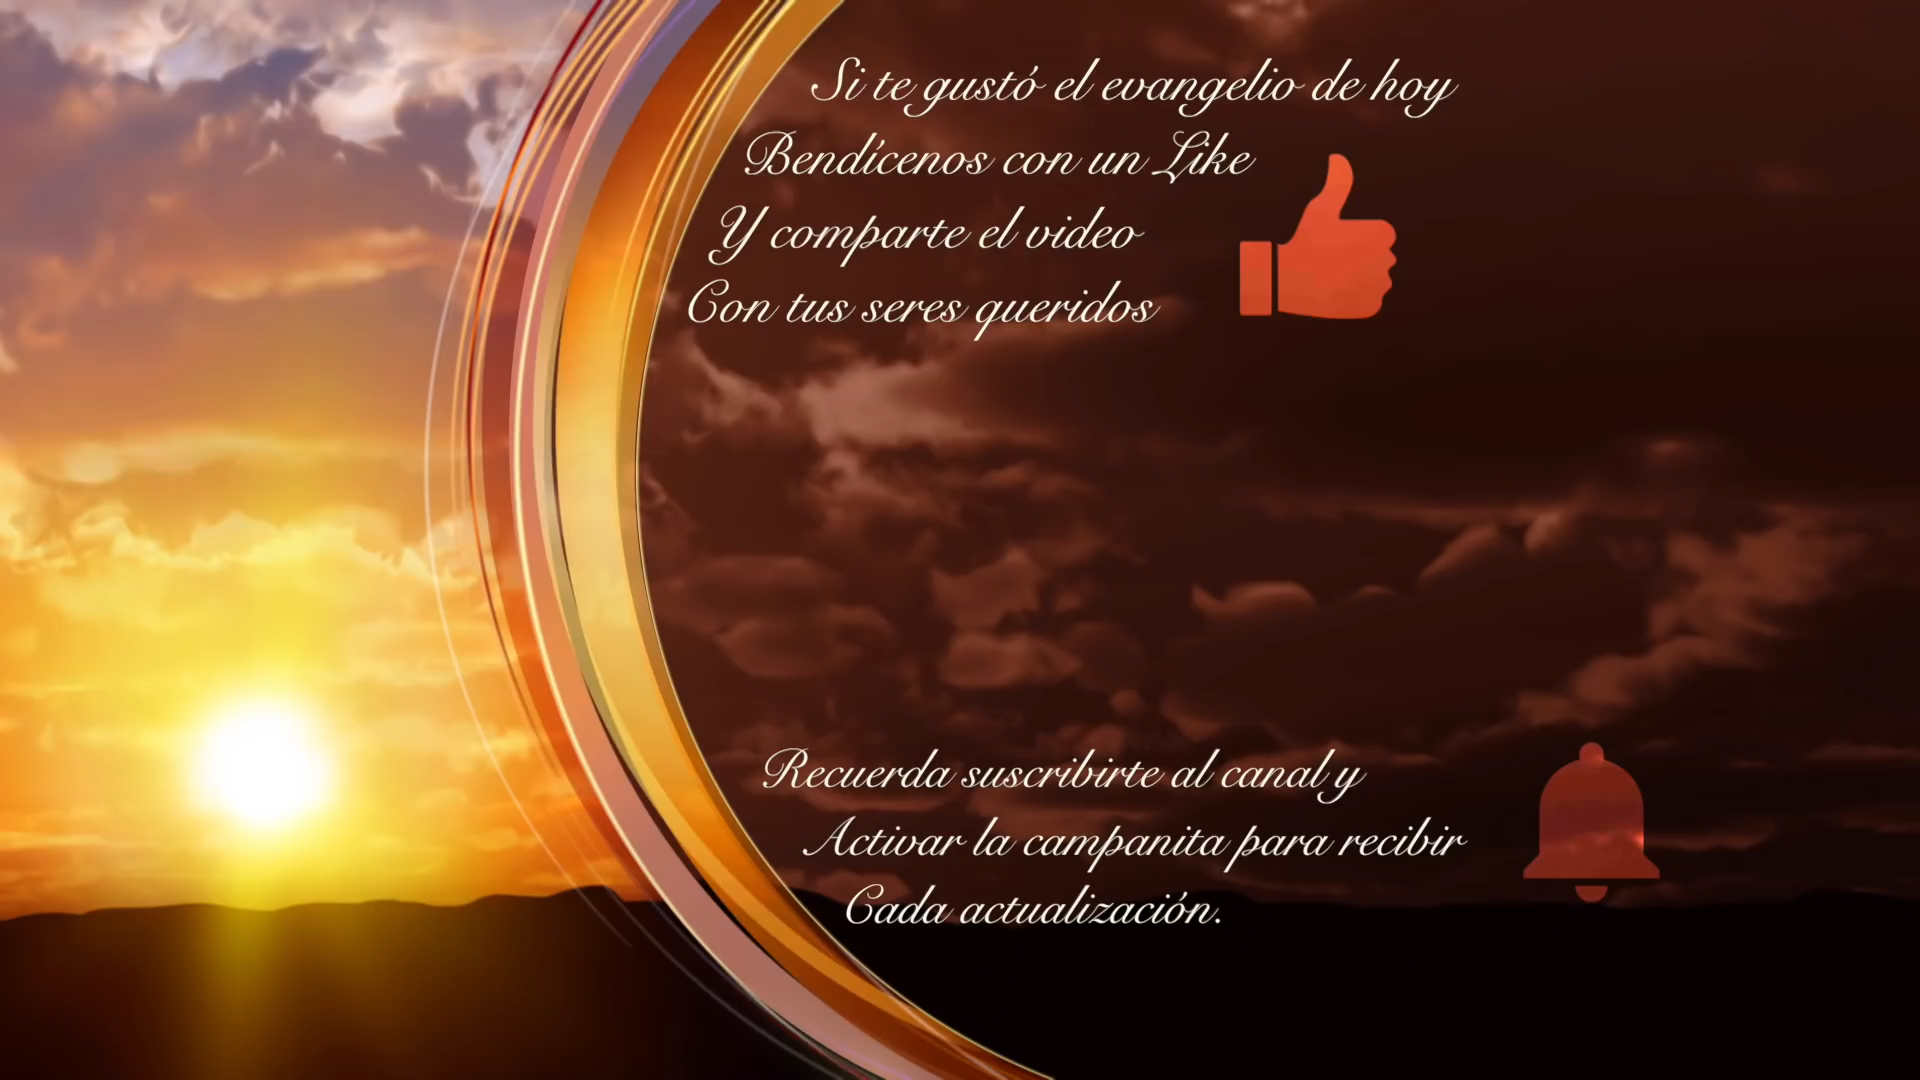 Si te gustó el evangelio de hoy
Bendícenos con un Like
Y comparte el video
Con tus seres queridos
Recuerda suscribirte al canal y
Activar la campanita para recibir
Cada actualización.